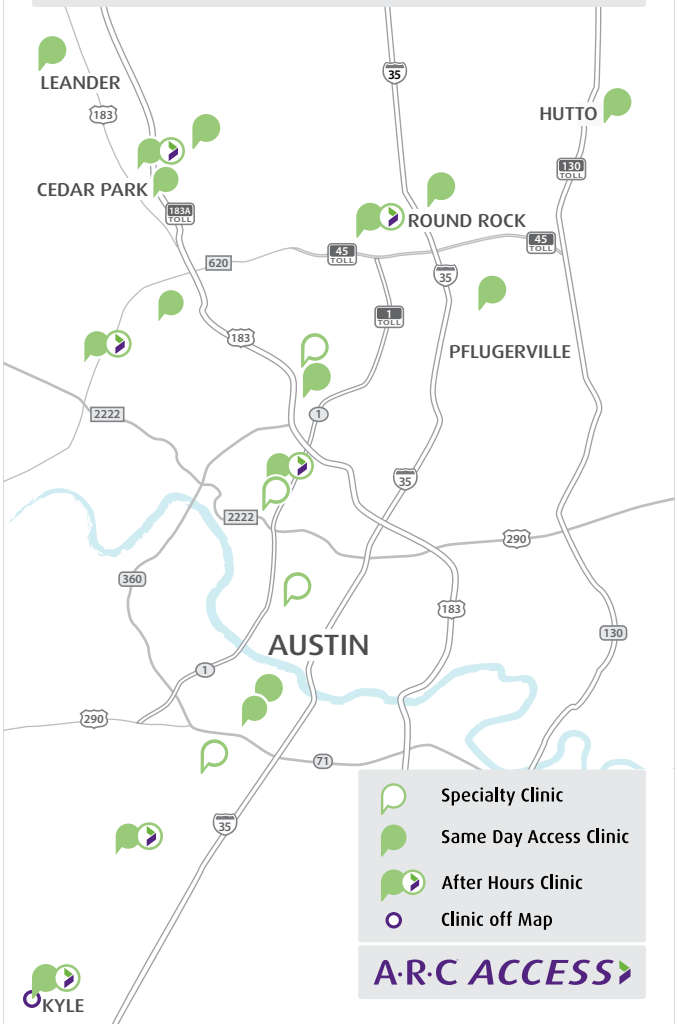 35
LEANDER
183
HUTTO
130
TOLL
CEDAR PARK
183A
TOLL
ROUND ROCK
45
TOLL
45
TOLL
620
35
1
TOLL
183
PFLUGERVILLE
2222
1
35
2222
290
360
183
130
AUSTIN
1
290
71
35
Specialty Clinic
Same Day Access Clinic
After Hours Clinic
Clinic off Map
A·R·C ACCESS
KYLE